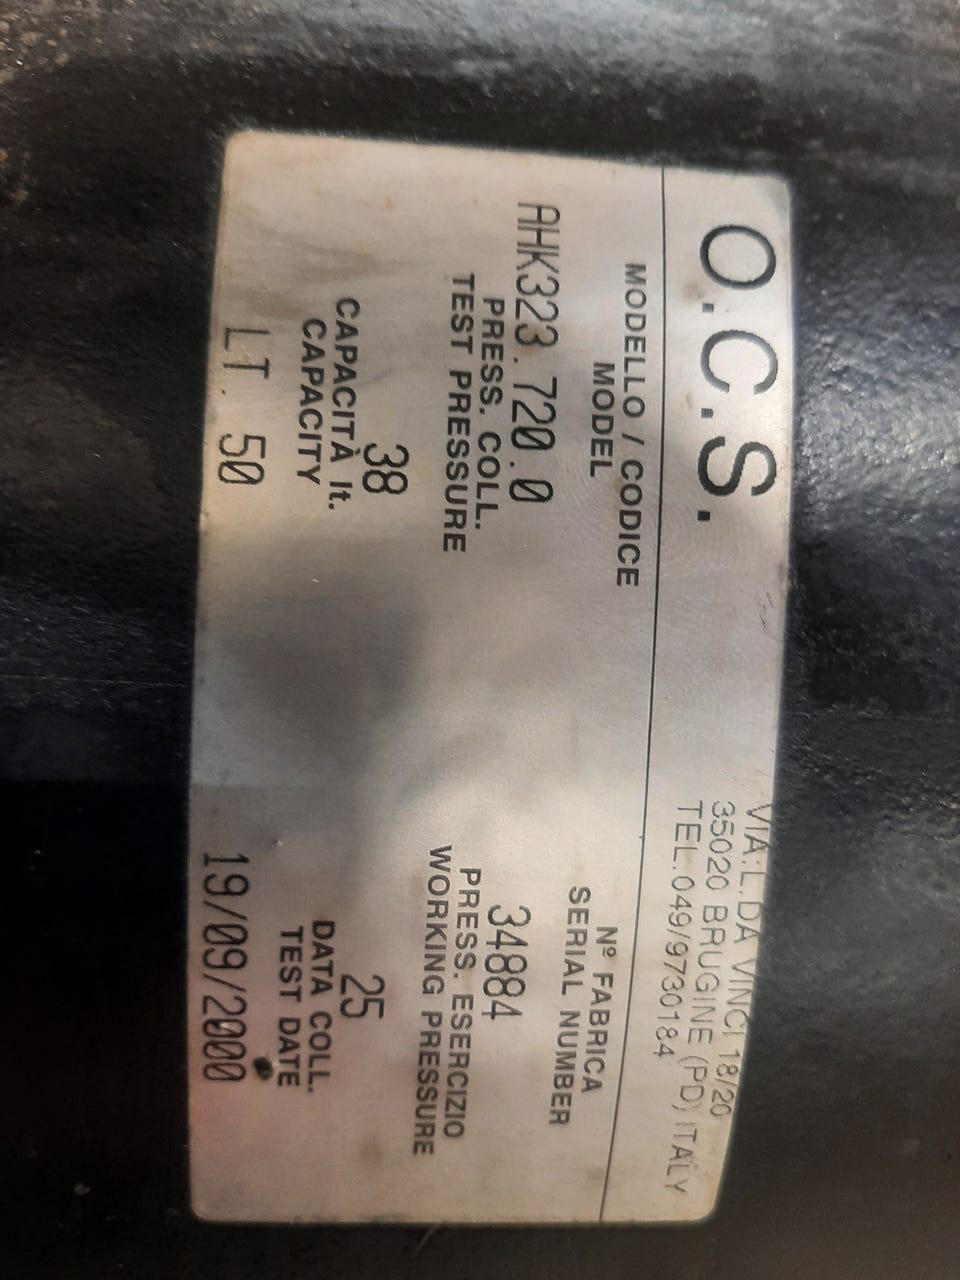 O.C.S.
VIA:L.DA VINCI 18/20
35020 BRUGINE (PD) ITALY
TEL.049/9730184
MODELLO / CODICE
MODEL
AHK323.720.0
Nº FABRICA
SERIAL NUMBER
34884
PRESS. COLL.
TEST PRESSURE
38
PRESS. ESERCIZIO
WORKING PRESSURE
25
CAPACITÀ lt.
CAPACITY
LT. 50
DATA COLL.
TEST DATE
19/09/2000